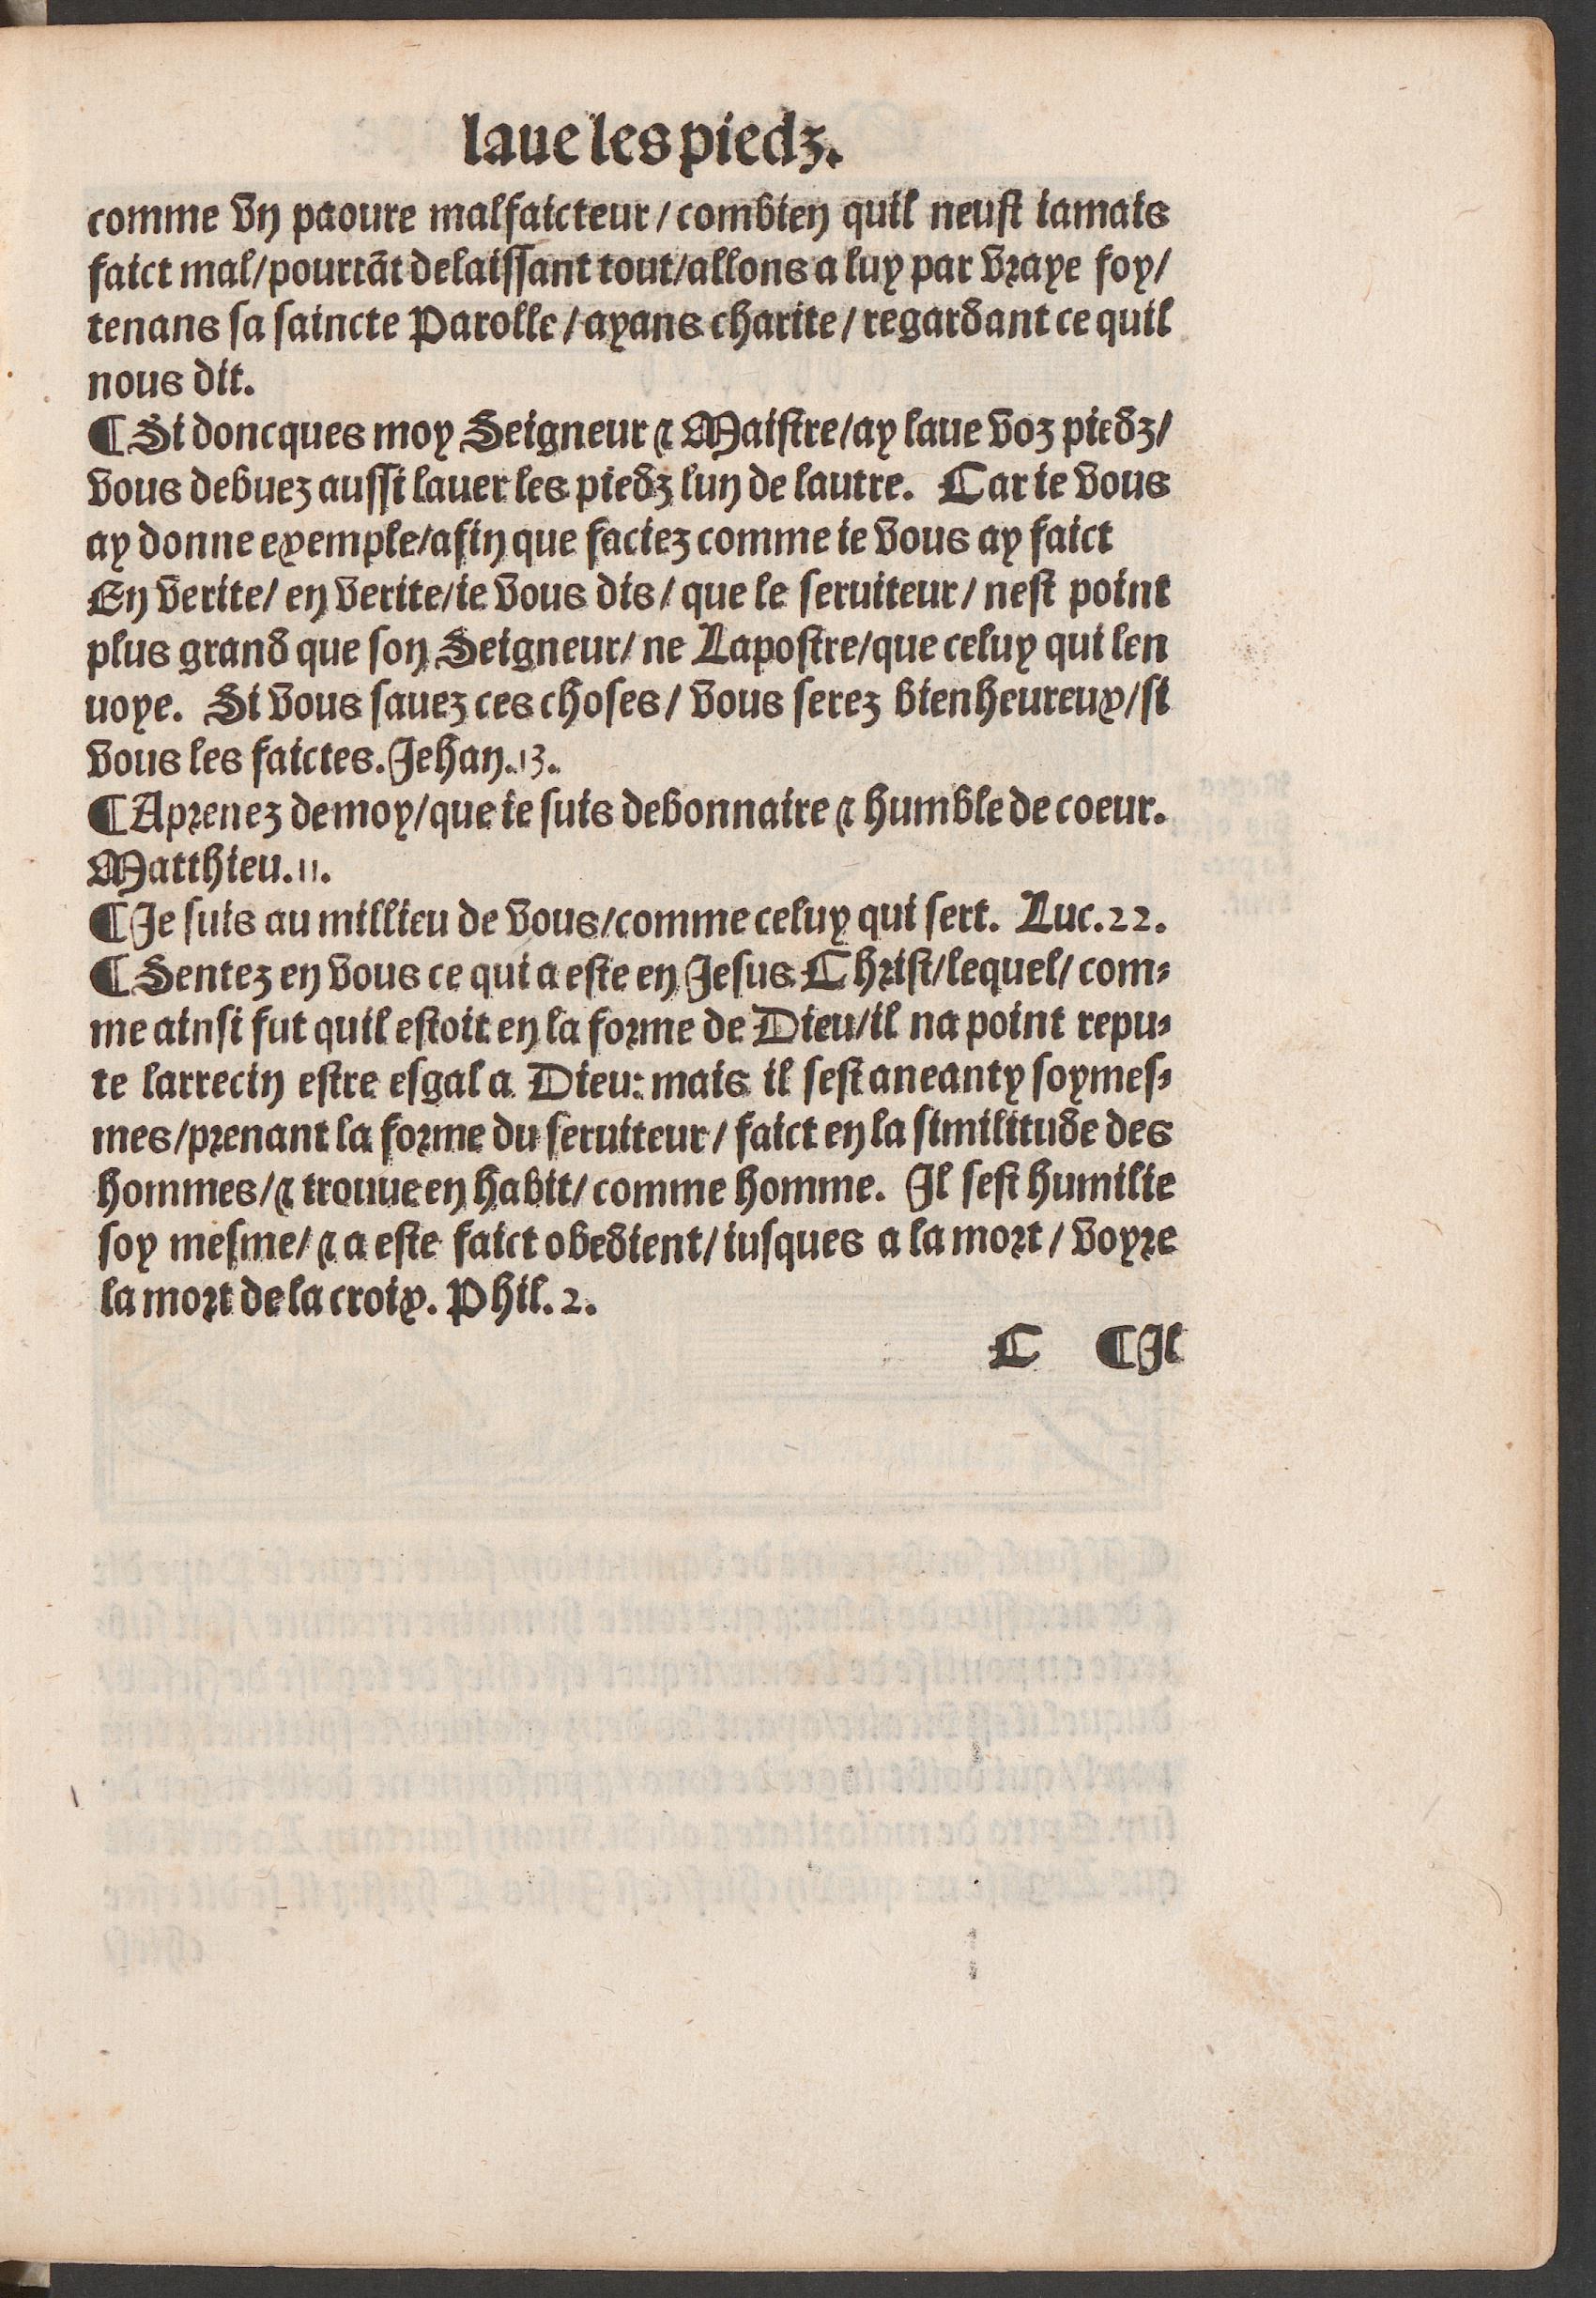 laue les piedz.
comme vn paoure malfaicteur / combien quil neust iamais
faict mal/pourtãt delaissant tout/allons a luy par vraye foy/
tenans sa saincte Parolle / ayans charite / regardant ce quil
nous dit.
¶ Si doncques moy Seigneur & Maistre/ay laue voz piedz/
vous debuez aussi lauer les piedz lun de lautre. Car ie vous
ay donne exemple/afin que faciez comme ie vous ay faict
En verite/ en verite/ie vous dis/ que le seruiteur/ nest point
plus grand que son Seigneur/ ne Lapostre/que celuy qui len
uoye. Si vous sauez ces choses/ vous serez bienheureux/si
vous les faictes. Jehan.13.
¶ Aprenez de moy/que ie suis debonnaire & humble de coeur.
Matthieu.11.
¶ Je suis au millieu de vous/comme celuy qui sert. Luc.22.
¶ Sentez en vous ce qui a este en Jesus Christ/lequel/ com⸗
me ainsi fut quil estoit en la forme de Dieu/il na point repu⸗
te larrecin estre esgal a Dieu: mais il sest aneanty soymes⸗
mes/prenant la forme du seruiteur/ faict en la similitude des
hommes/& trouue en habit/ comme homme. Il sest humilie
soy mesme/ & a este faict obedient/ iusques a la mort / voyre
la mort de la croix. Phil. 2.
C ¶ Il